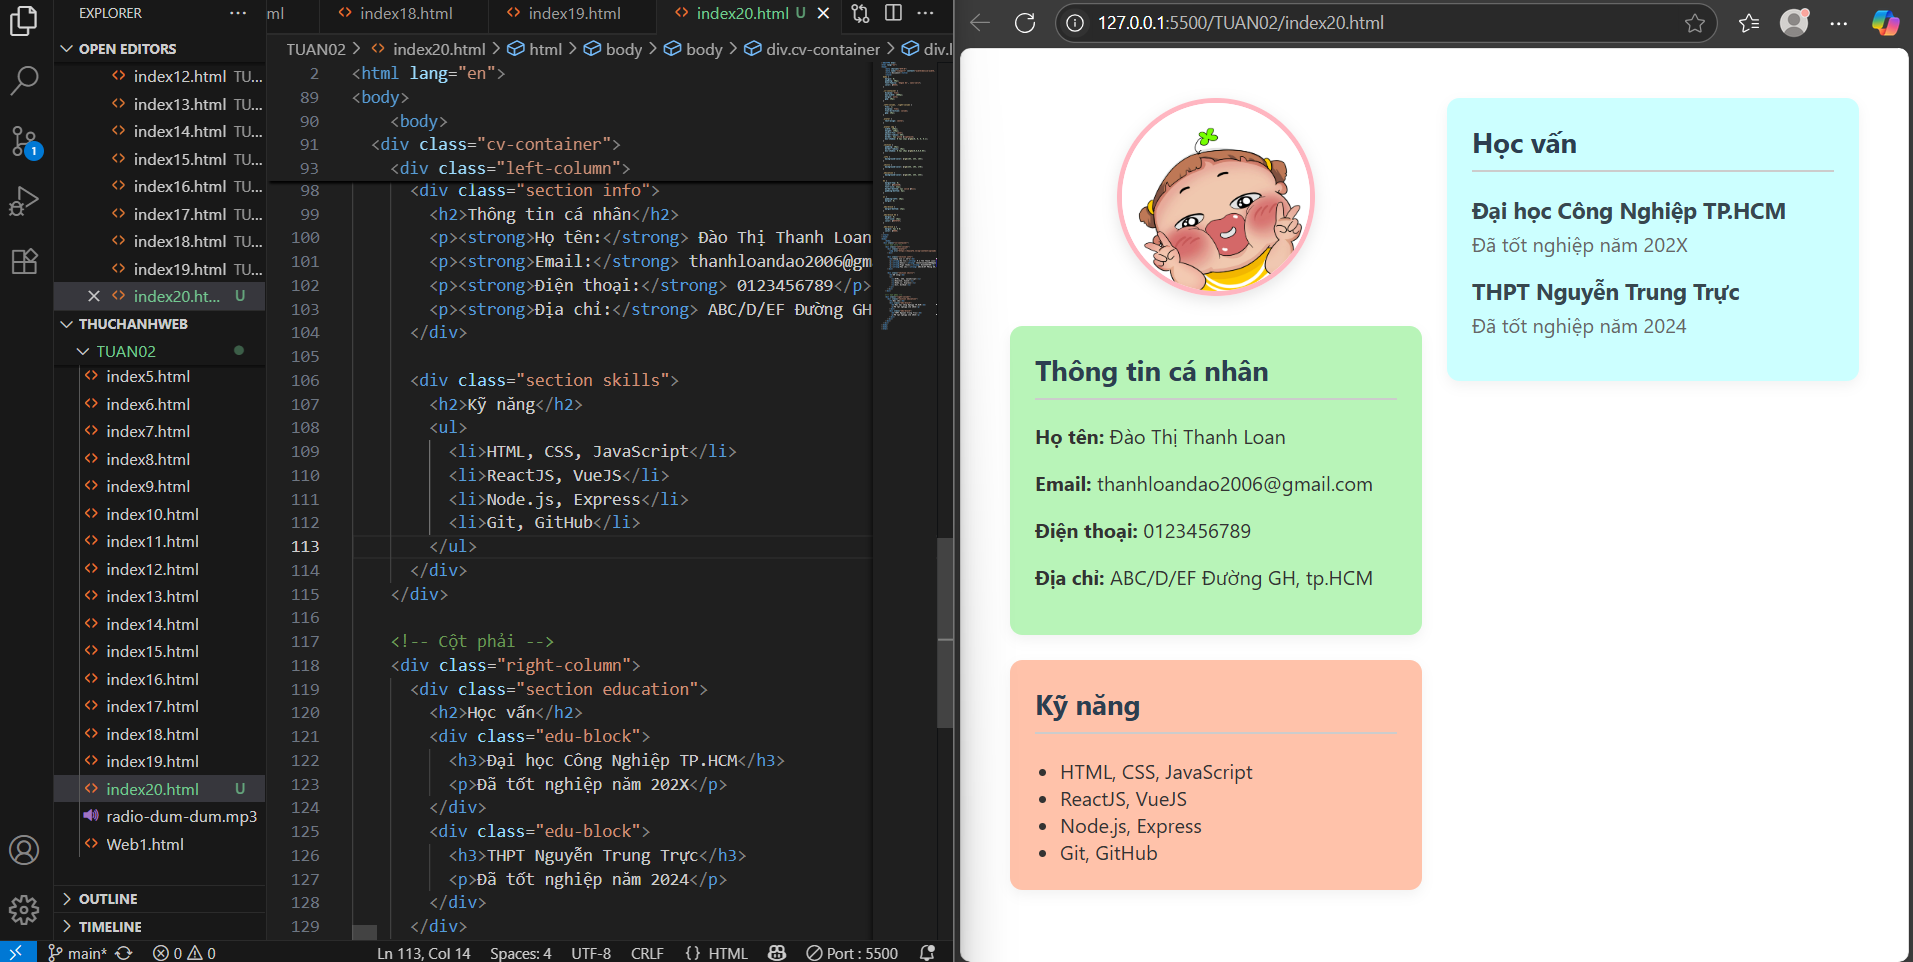 EXPLORER
OPEN EDITORS
index12.html TU...
index13.html TU...
index14.html TU...
index15.html TU...
index16.html TU...
index17.html TU...
index18.html TU...
index19.html TU...
index20.ht... U
THUCHANHWEB
TUAN02
index5.html
index6.html
index7.html
index8.html
index9.html
index10.html
index11.html
index12.html
index13.html
index14.html
index15.html
index16.html
index17.html
index18.html
index19.html
index20.html U
radio-dum-dum.mp3
Web1.html
OUTLINE
TIMELINE
1
ml index18.html index19.html index20.html U
TUAN02 > index20.html > html > body > body > div.cv-container > div.l
2 <html lang="en">
89 <body>
90 <body>
91 <div class="cv-container">
93 <div class="left-column">
98 <div class="section info">
99 <h2>Thông tin cá nhân</h2>
100 <p><strong>Họ tên:</strong> Đào Thị Thanh Loan
101 <p><strong>Email:</strong> thanhloandao2006@gm
102 <p><strong>Điện thoại:</strong> 0123456789</p>
103 <p><strong>Địa chỉ:</strong> ABC/D/EF Đường GH
104 </div>
105
106 <div class="section skills">
107 <h2>Kỹ năng</h2>
108 <ul>
109 <li>HTML, CSS, JavaScript</li>
110 <li>ReactJS, VueJS</li>
111 <li>Node.js, Express</li>
112 <li>Git, GitHub</li>
113 </ul>
114 </div>
115 </div>
116
117 <!-- Cột phải -->
118 <div class="right-column">
119 <div class="section education">
120 <h2>Học vấn</h2>
121 <div class="edu-block">
122 <h3>Đại học Công Nghiệp TP.HCM</h3>
123 <p>Đã tốt nghiệp năm 202X</p>
124 </div>
125 <div class="edu-block">
126 <h3>THPT Nguyễn Trung Trực</h3>
127 <p>Đã tốt nghiệp năm 2024</p>
128 </div>
129 </div>
main* 0 0 Ln 113, Col 14 Spaces: 4 UTF-8 CRLF {} HTML Port : 5500
127.0.0.1:5500/TUAN02/index20.html
Thông tin cá nhân
Họ tên: Đào Thị Thanh Loan
Email: thanhloandao2006@gmail.com
Điện thoại: 0123456789
Địa chỉ: ABC/D/EF Đường GH, tp.HCM
Kỹ năng
• HTML, CSS, JavaScript
• ReactJS, VueJS
• Node.js, Express
• Git, GitHub
Học vấn
Đại học Công Nghiệp TP.HCM
Đã tốt nghiệp năm 202X
THPT Nguyễn Trung Trực
Đã tốt nghiệp năm 2024